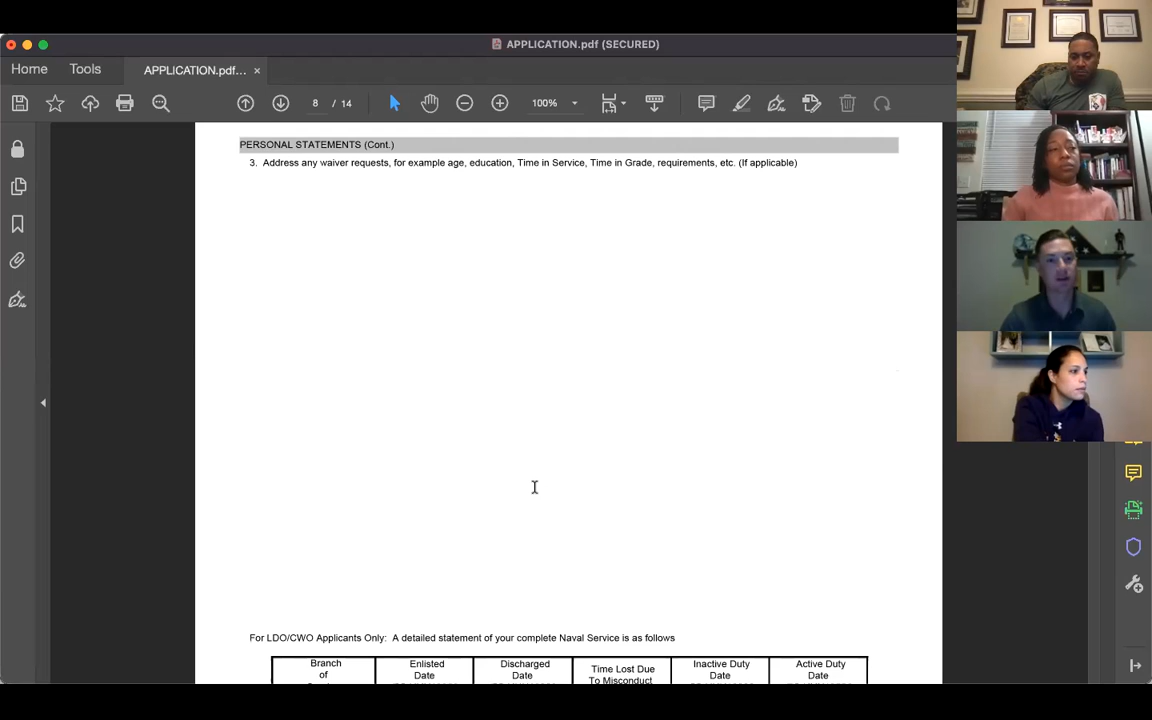 APPLICATION.pdf (SECURED)
Home Tools APPLICATION.pdf... ×
8 / 14 100%
PERSONAL STATEMENTS (Cont.)
3. Address any waiver requests, for example age, education, Time in Service, Time in Grade, requirements, etc. (If applicable)
For LDO/CWO Applicants Only: A detailed statement of your complete Naval Service is as follows
Branch Enlisted Discharged Time Lost Due Inactive Duty Active Duty
of Date Date To Misconduct Date Date